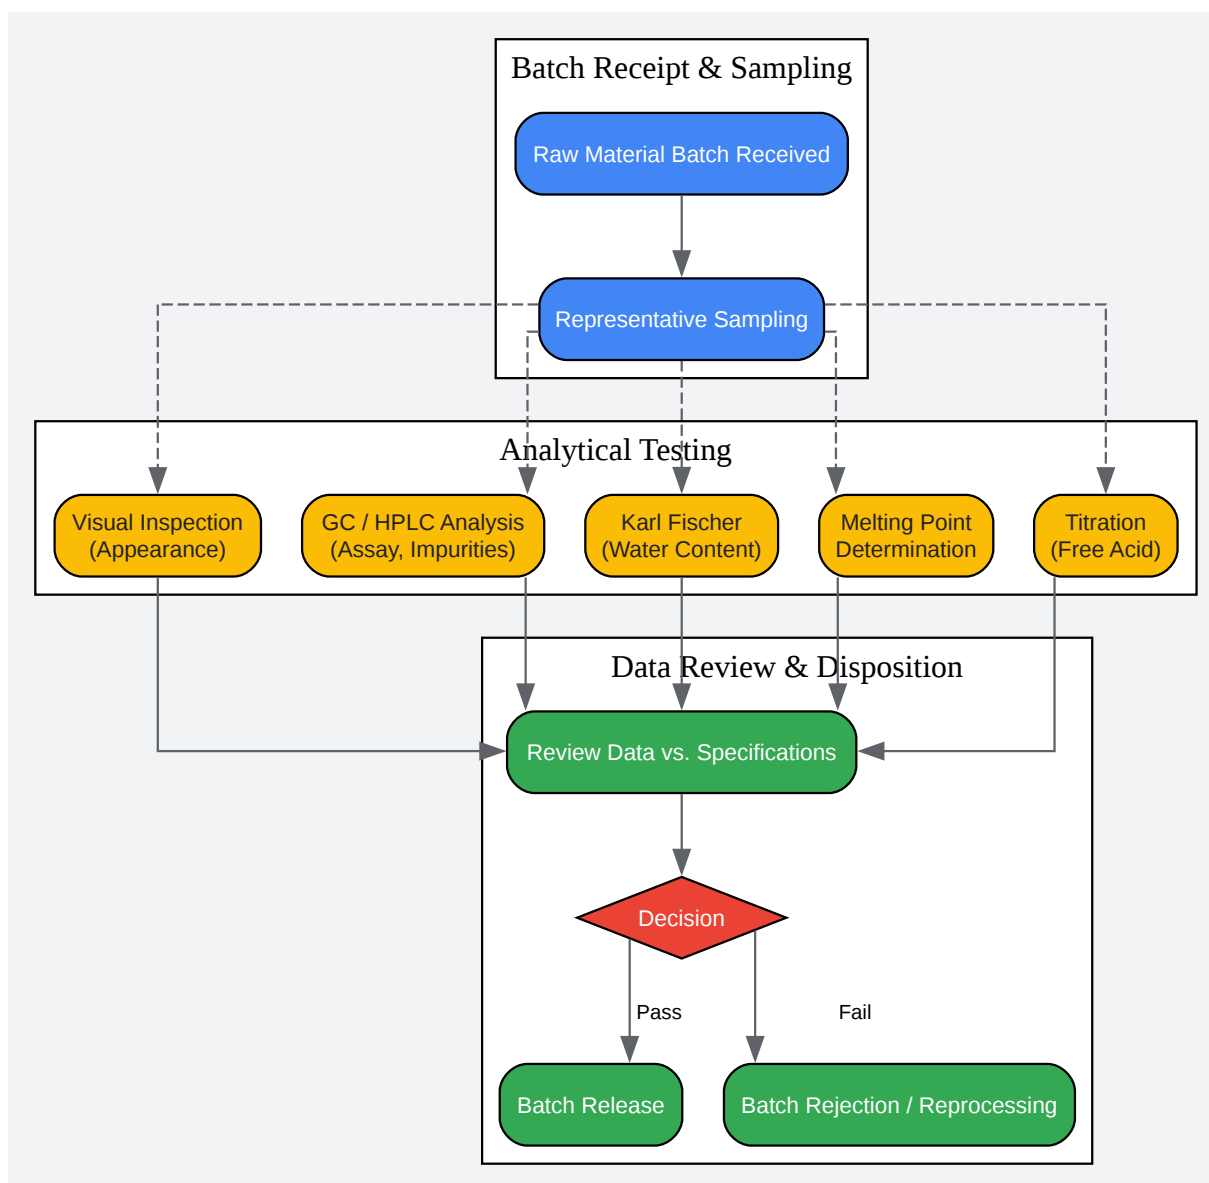 Batch Receipt & Sampling
Raw Material Batch Received
Representative Sampling
Analytical Testing
Visual Inspection
(Appearance)
GC / HPLC Analysis
(Assay, Impurities)
Karl Fischer
(Water Content)
Melting Point
Determination
Titration
(Free Acid)
Data Review & Disposition
Review Data vs. Specifications
Decision
Pass
Fail
Batch Release
Batch Rejection / Reprocessing